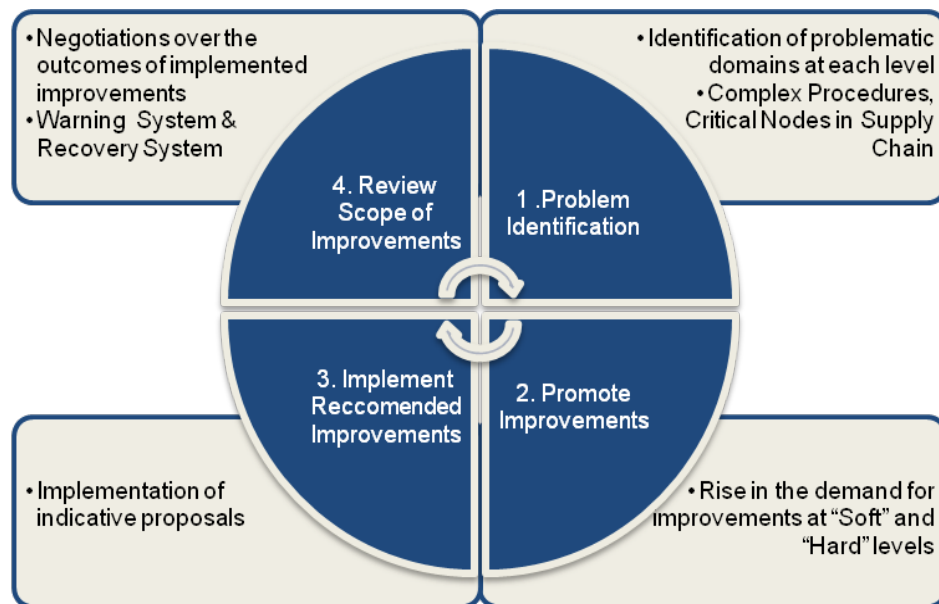 •Negotiations over the
outcomes of implemented
improvements
•Warning System &
Recovery System
•Identification of problematic
domains at each level
•Complex Procedures,
Critical Nodes in Supply
Chain
4. Review
Scope of
Improvements
1 .Problem
Identification
3. Implement
Reccomended
Improvements
2. Promote
Improvements
•Implementation of
indicative proposals
•Rise in the demand for
improvements at “Soft” and
“Hard” levels